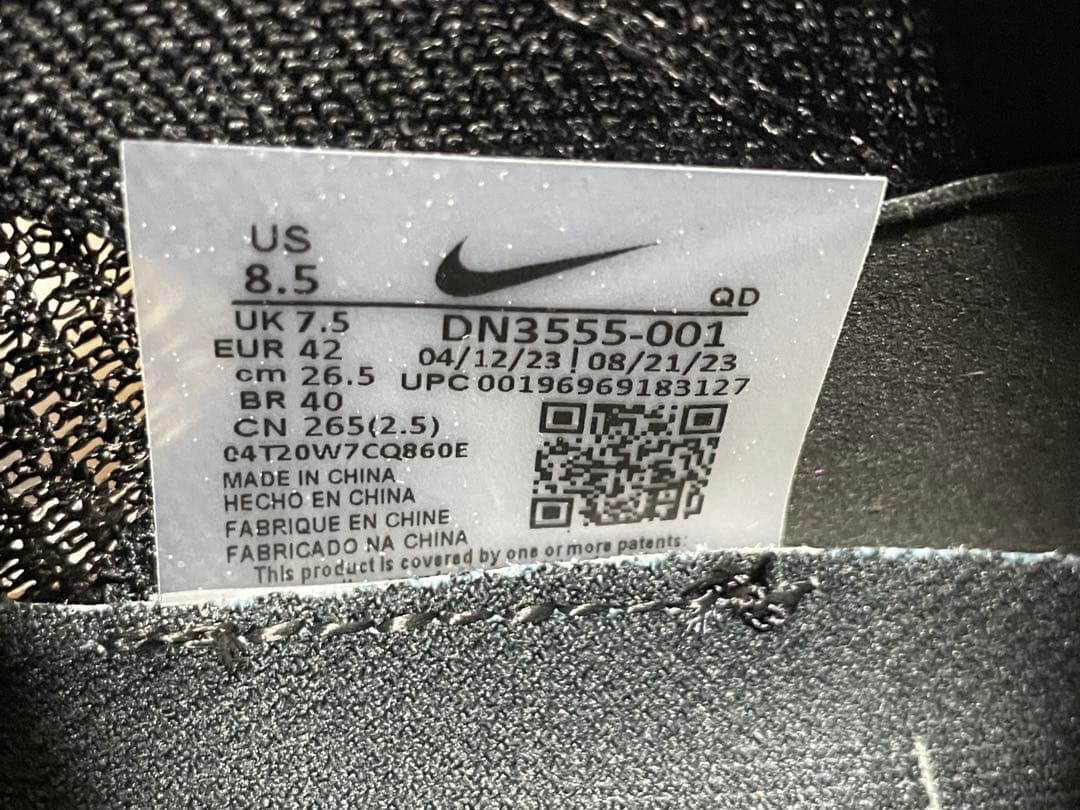 US
8.5
QD
UK 7.5
DN3555-001
EUR 42
04/12/23 | 08/21/23
cm 26.5
UPC 00196969183127
BR 40
CN 265(2.5)
04T20W7CQ860E
MADE IN CHINA
HECHO EN CHINA
FABRIQUE EN CHINE
FABRICADO NA CHINA
This product is covered by one or more patents: